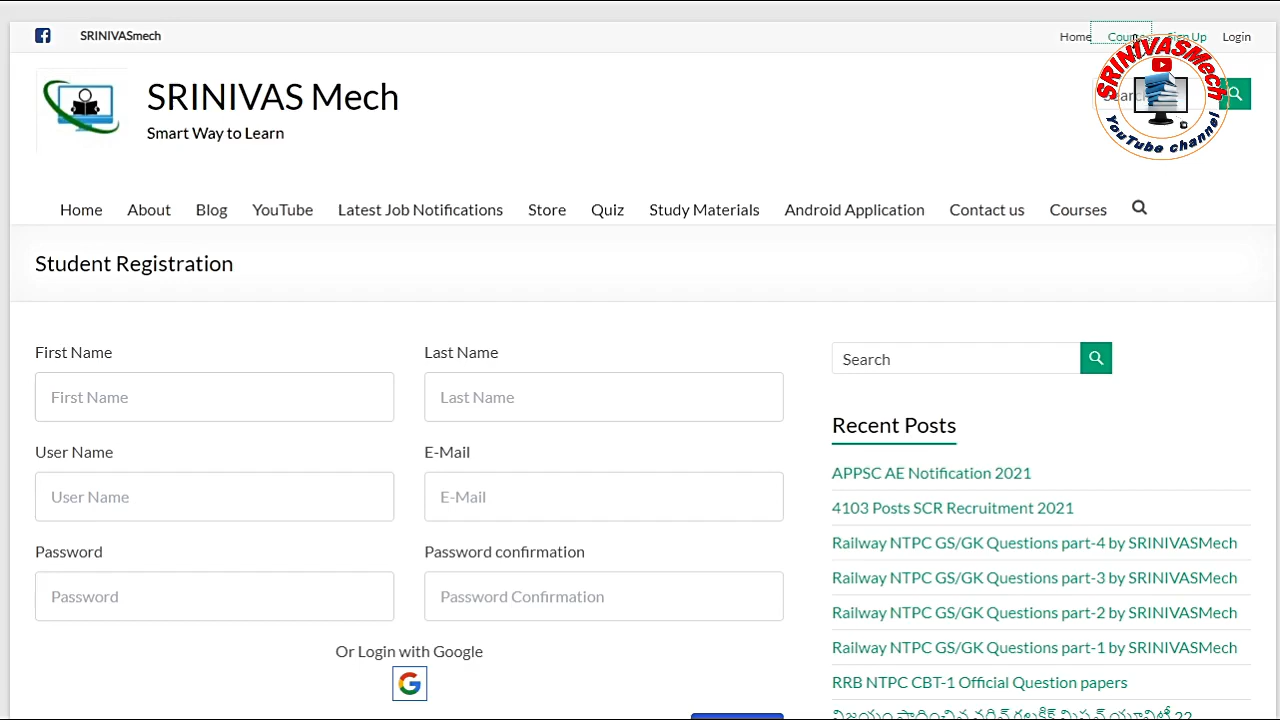 SRINIVASmech
Home Courses Sign Up Login
SRINIVAS Mech
Smart Way to Learn
SRINIVASMech
YouTube channel
Home About Blog YouTube Latest Job Notifications Store Quiz Study Materials Android Application Contact us Courses
Student Registration
First Name Last Name
First Name Last Name
User Name E-Mail
User Name E-Mail
Password Password confirmation
Password Password Confirmation
Or Login with Google
Search
Recent Posts
APPSC AE Notification 2021
4103 Posts SCR Recruitment 2021
Railway NTPC GS/GK Questions part-4 by SRINIVASMech
Railway NTPC GS/GK Questions part-3 by SRINIVASMech
Railway NTPC GS/GK Questions part-2 by SRINIVASMech
Railway NTPC GS/GK Questions part-1 by SRINIVASMech
RRB NTPC CBT-1 Official Question papers